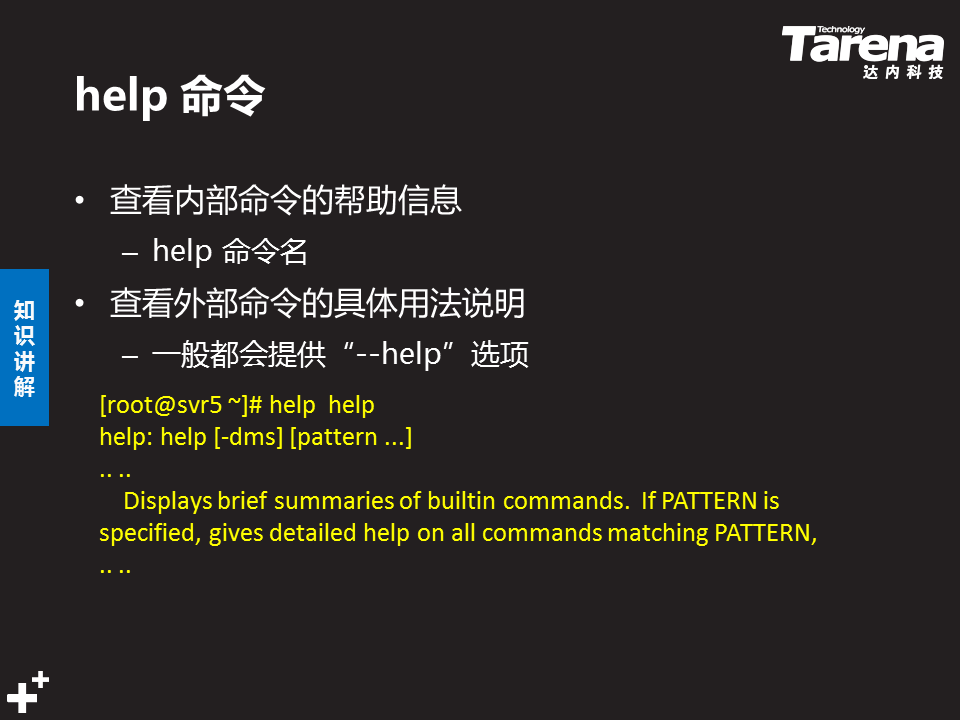 Technology
Tarena
达内科技
help 命令
• 查看内部命令的帮助信息
– help 命令名
• 查看外部命令的具体用法说明
– 一般都会提供“--help”选项
知识讲解
[root@svr5 ~]# help  help
help: help [-dms] [pattern ...]
.. ..
Displays brief summaries of builtin commands.  If PATTERN is
specified, gives detailed help on all commands matching PATTERN,
.. ..